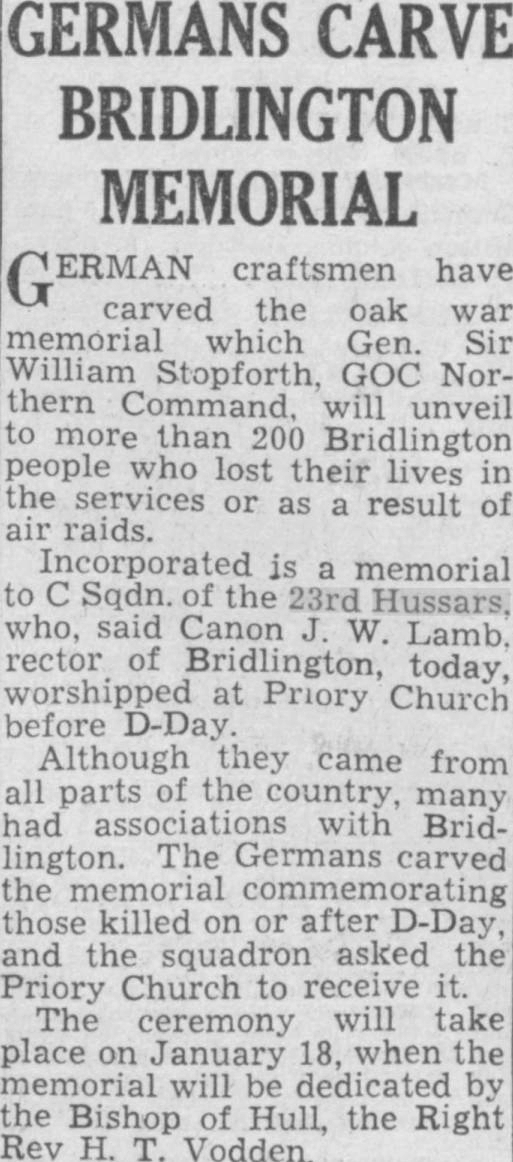 GERMANS CARVE
BRIDLINGTON
MEMORIAL
GERMAN craftsmen have
carved the oak war
memorial which Gen. Sir
William Stopforth, GOC Nor-
thern Command, will unveil
to more than 200 Bridlington
people who lost their lives in
the services or as a result of
air raids.
Incorporated is a memorial
to C Sqdn. of the 23rd Hussars,
who, said Canon J. W. Lamb,
rector of Bridlington, today,
worshipped at Priory Church
before D-Day.
Although they came from
all parts of the country, many
had associations with Brid-
lington. The Germans carved
the memorial commemorating
those killed on or after D-Day,
and the squadron asked the
Priory Church to receive it.
The ceremony will take
place on January 18, when the
memorial will be dedicated by
the Bishop of Hull, the Right
Rev H. T. Vodden.